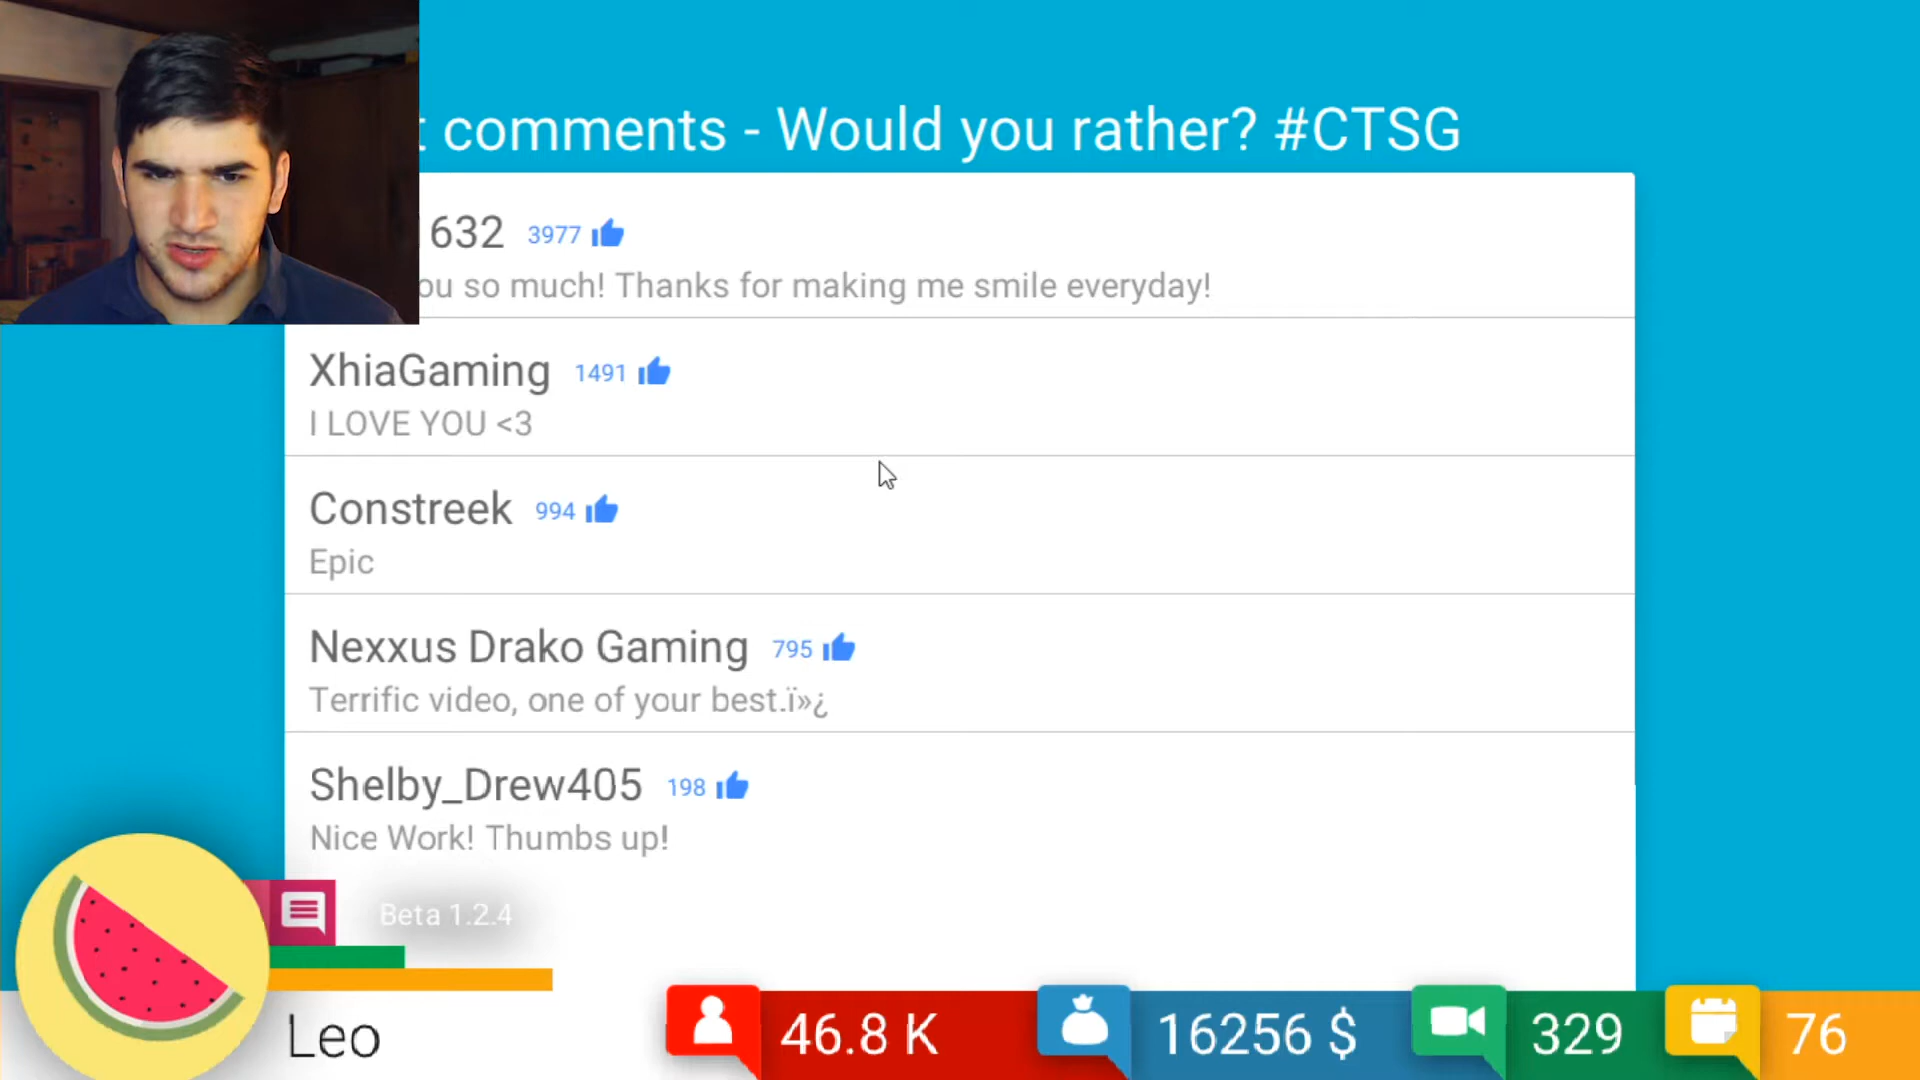 comments - Would you rather? #CTSG
632 3977
ou so much! Thanks for making me smile everyday!
XhiaGaming 1491
I LOVE YOU <3
Constreek 994
Epic
Nexxus Drako Gaming 795
Terrific video, one of your best.ï»¿
Shelby_Drew405 198
Nice Work! Thumbs up!
Beta 1.2.4
Leo 46.8 K 16256 $ 329 76